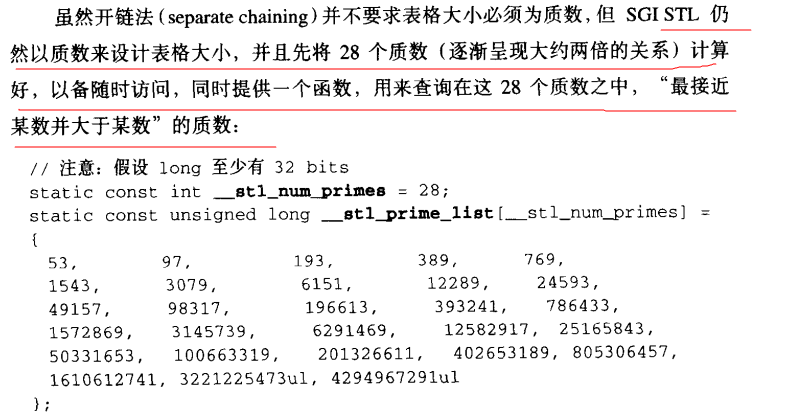 虽然开链法(separate chaining)并不要求表格大小必须为质数,但 SGI STL 仍
然以质数来设计表格大小,并且先将 28 个质数(逐渐呈现大约两倍的关系)计算
好,以备随时访问,同时提供一个函数,用来查询在这 28 个质数之中,“最接近
某数并大于某数”的质数:
// 注意:假设 long 至少有 32 bits
static const int __stl_num_primes = 28;
static const unsigned long __stl_prime_list[__stl_num_primes] =
{
53, 97, 193, 389, 769,
1543, 3079, 6151, 12289, 24593,
49157, 98317, 196613, 393241, 786433,
1572869, 3145739, 6291469, 12582917, 25165843,
50331653, 100663319, 201326611, 402653189, 805306457,
1610612741, 3221225473ul, 4294967291ul
};